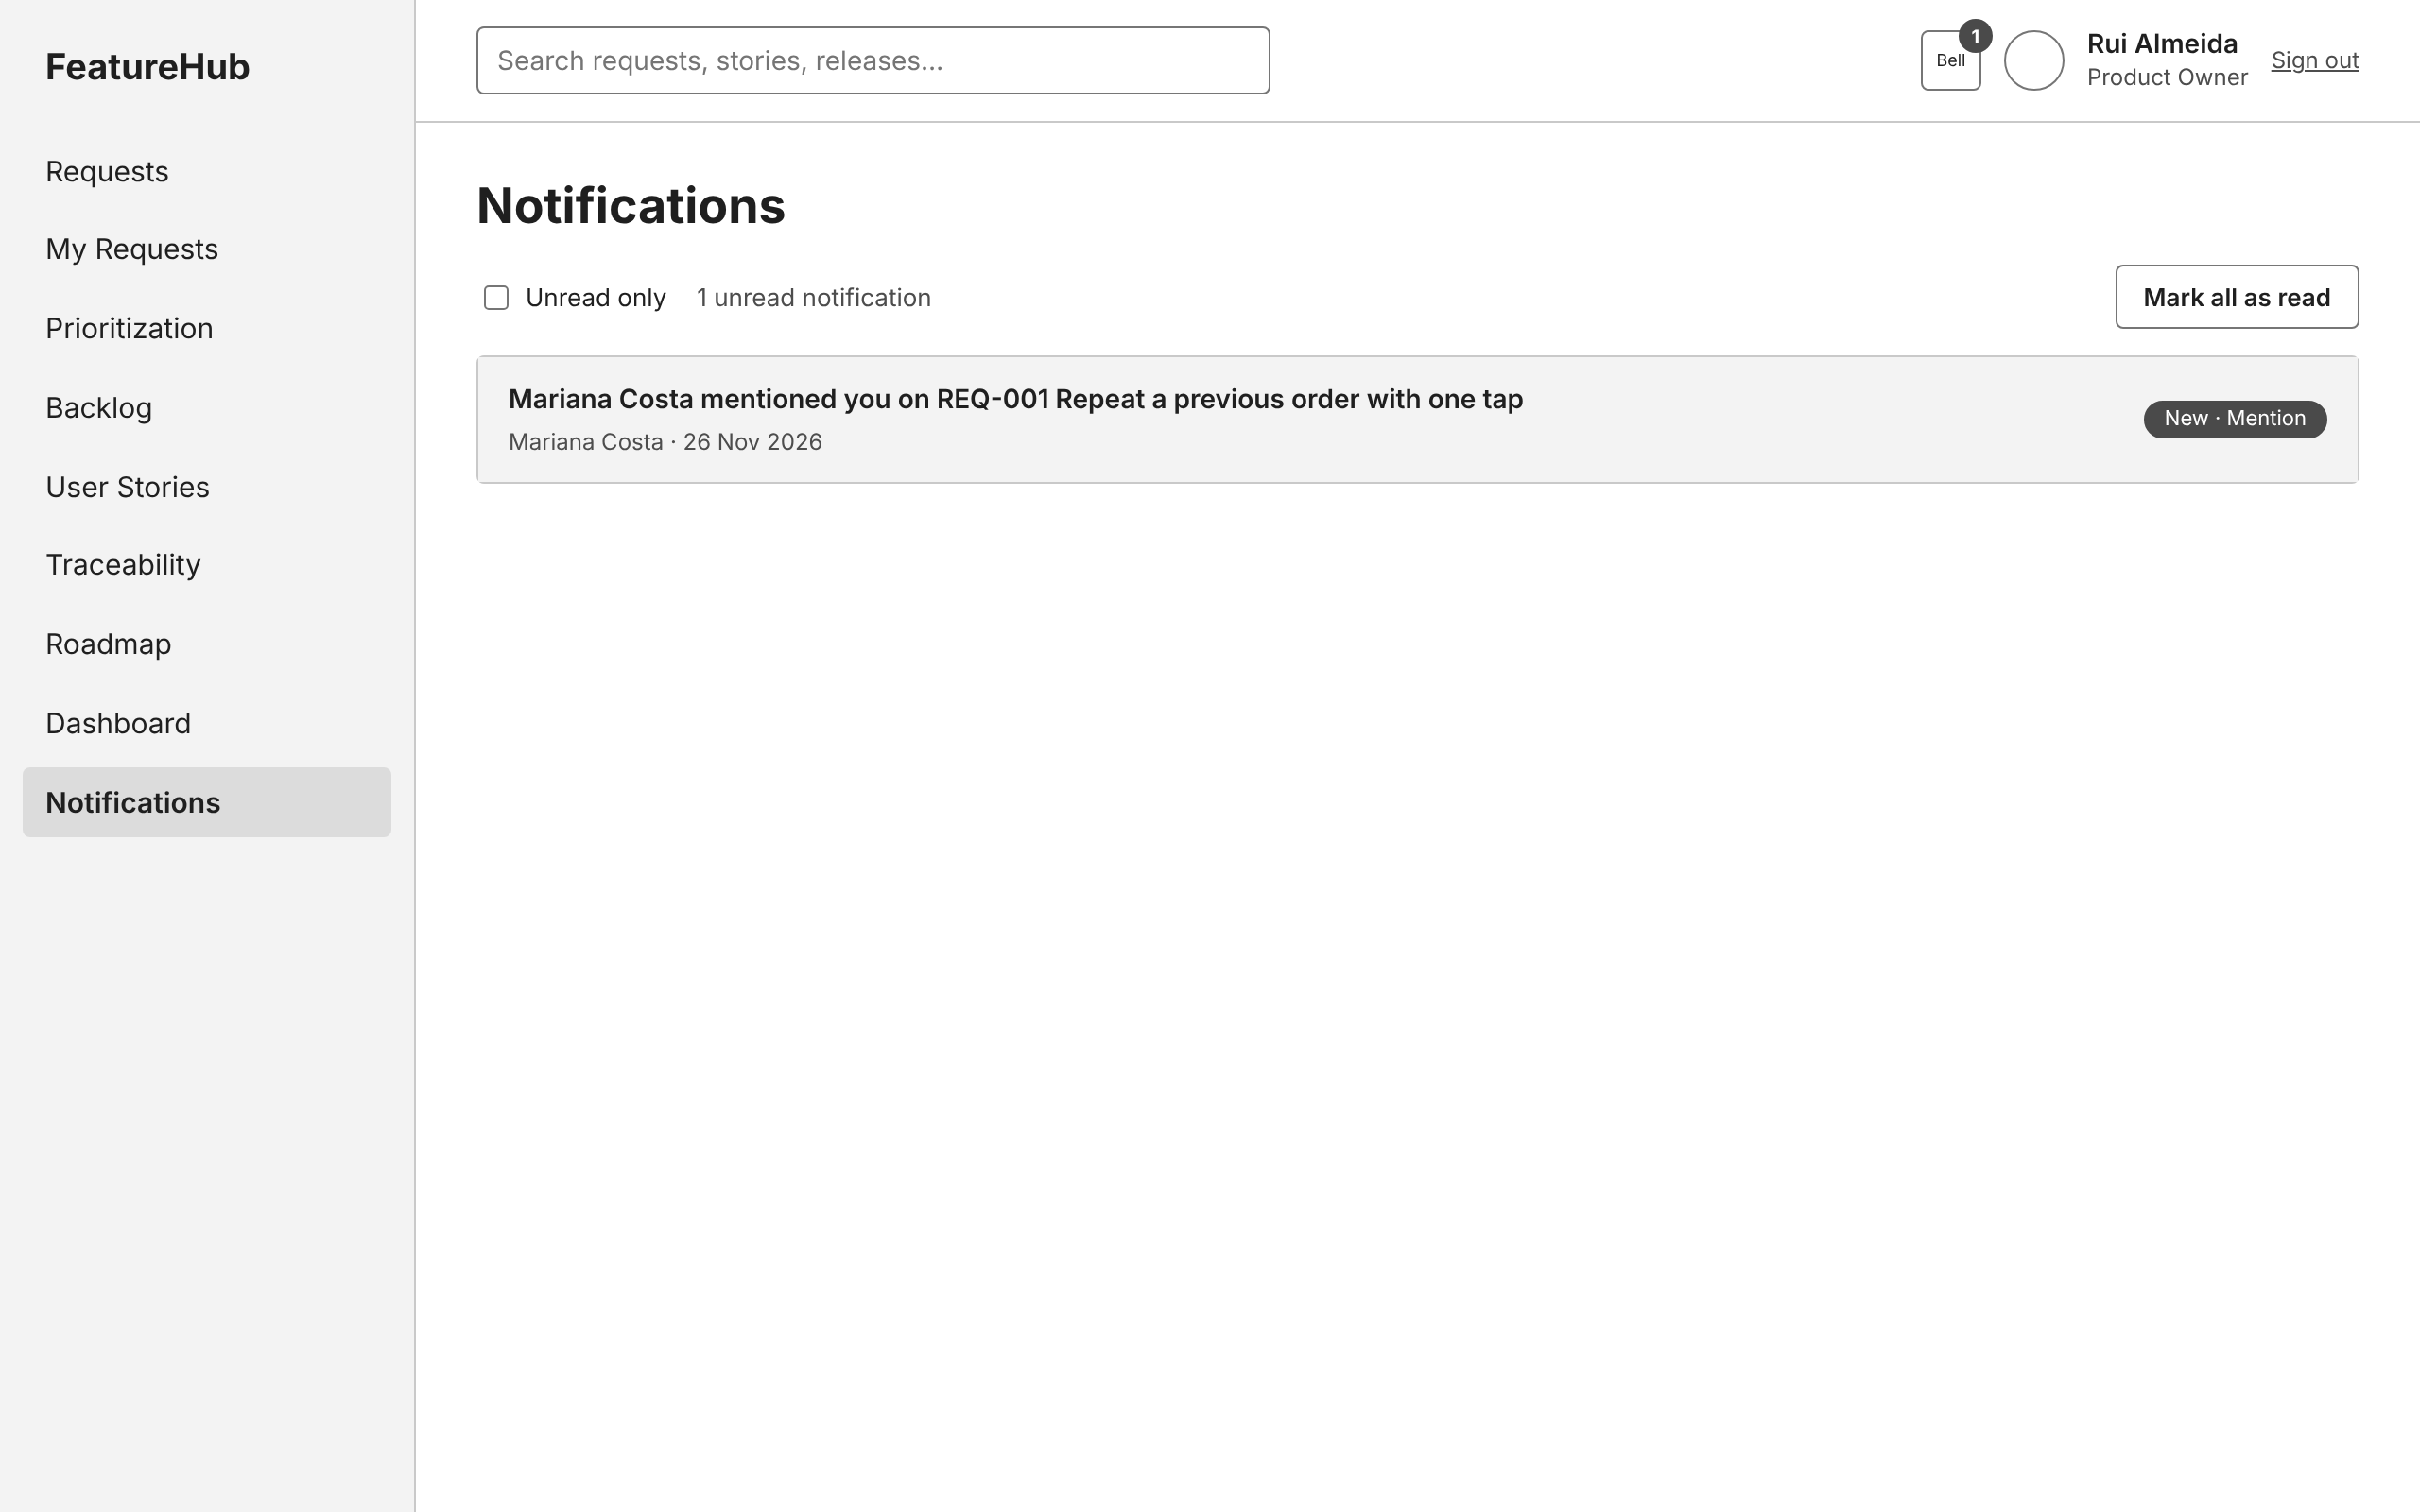 FeatureHub
Requests
My Requests
Prioritization
Backlog
User Stories
Traceability
Roadmap
Dashboard
Notifications
Search requests, stories, releases...
Bell
1
Rui Almeida
Product Owner
Sign out
Notifications
Unread only
1 unread notification
Mark all as read
Mariana Costa mentioned you on REQ-001 Repeat a previous order with one tap
Mariana Costa · 26 Nov 2026
New · Mention